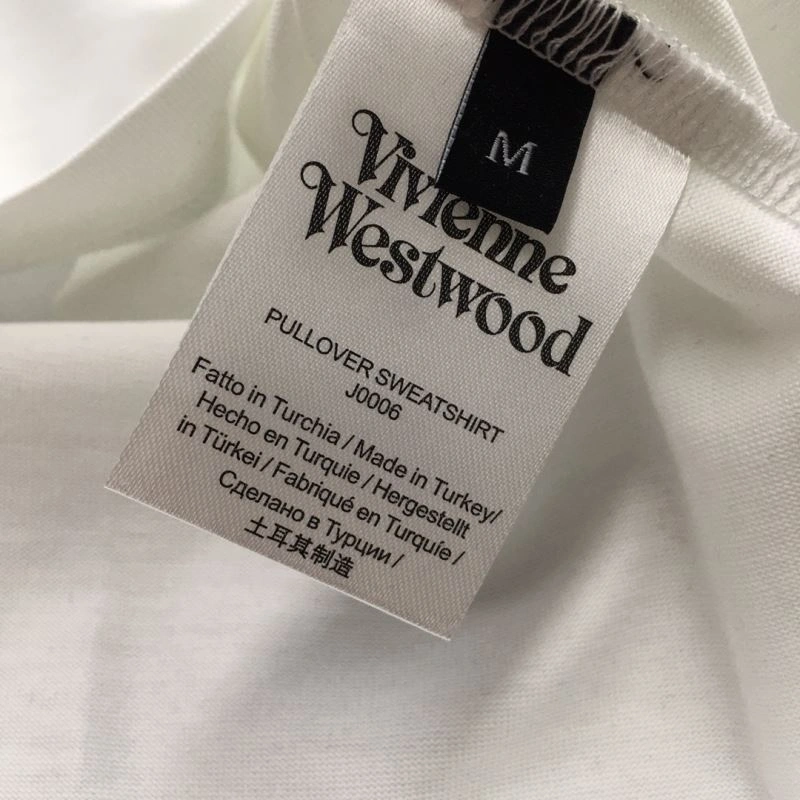 M
Vivienne
Westwood
PULLOVER SWEATSHIRT
J0006
Fatto in Turchia / Made in Turkey/
Hecho en Turquie / Hergestellt
in Türkei / Fabriqué en Turquíe /
Сделано в Турции /
土耳其制造